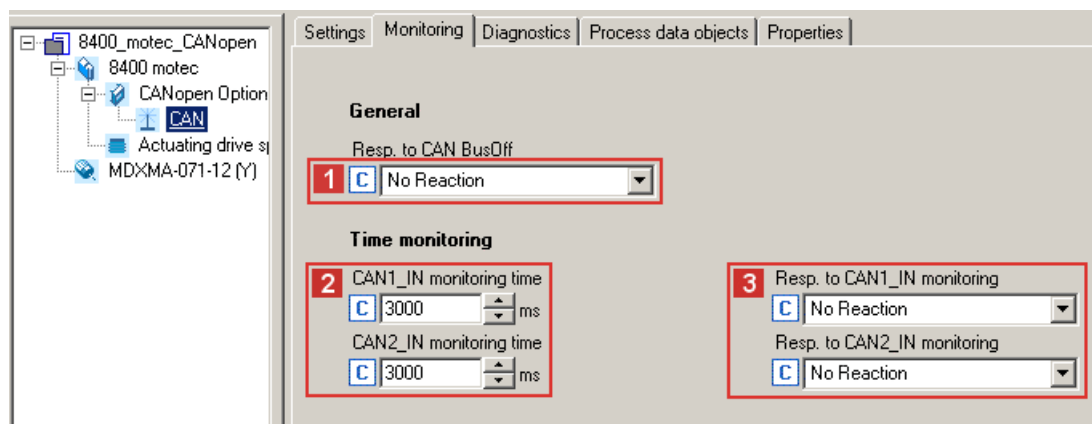 8400_motec_CANopen
8400 motec
CANopen Option
CAN
Actuating drive s
MDXMA-071-12 (Y)
Settings Monitoring Diagnostics Process data objects Properties
General
Resp. to CAN BusOff
1 C No Reaction
Time monitoring
2 CAN1_IN monitoring time
C 3000 ms
CAN2_IN monitoring time
C 3000 ms
3 Resp. to CAN1_IN monitoring
C No Reaction
Resp. to CAN2_IN monitoring
C No Reaction